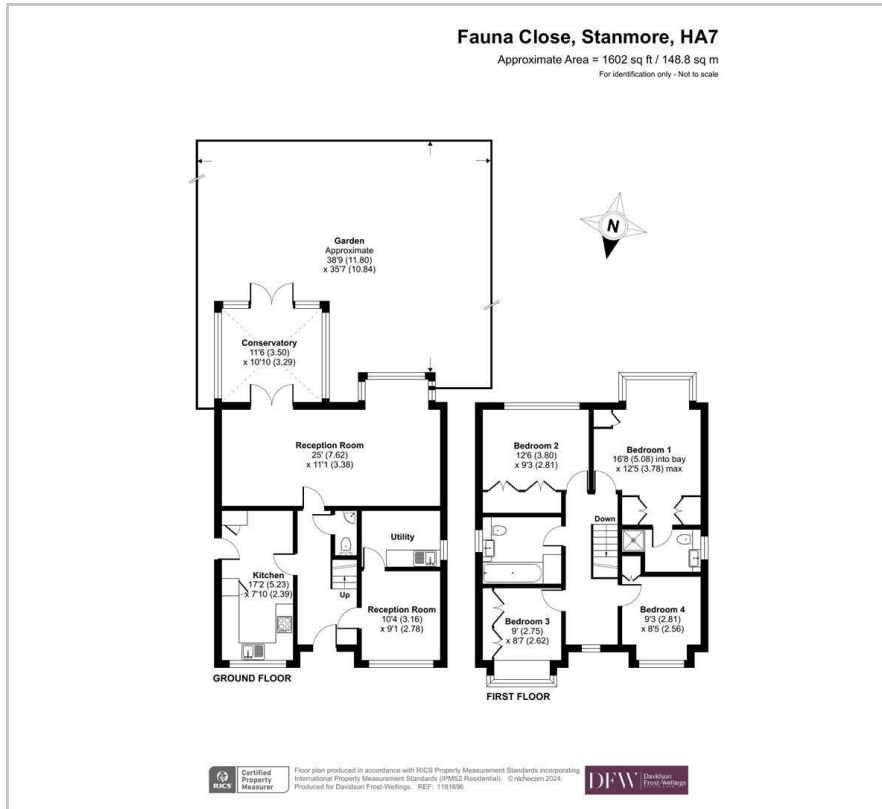 Fauna Close, Stanmore, HA7
Approximate Area = 1602 sq ft / 148.8 sq m
For identification only - Not to scale
N
Garden
Approximate
38'9 (11.80)
x 35'7 (10.84)
Conservatory
11'6 (3.50)
x 10'10 (3.29)
Reception Room
25' (7.62)
x 11'1 (3.38)
Utility
Kitchen
17'2 (5.23)
x 7'10 (2.39)
Up
Reception Room
10'4 (3.16)
x 9'1 (2.78)
GROUND FLOOR
Bedroom 2
12'6 (3.80)
x 9'3 (2.81)
Bedroom 1
16'8 (5.08) into bay
x 12'5 (3.78) max
Down
Bedroom 3
9' (2.75)
x 8'7 (2.62)
Bedroom 4
9'3 (2.81)
x 8'5 (2.56)
FIRST FLOOR
RICS
Certified
Property
Measurer
Floor plan produced in accordance with RICS Property Measurement Standards incorporating
International Property Measurement Standards (IPMS2 Residential). © nichecom 2024.
Produced for Davidson Frost-Wellings. REF: 1181696
DFW
Davidson
Frost-Wellings